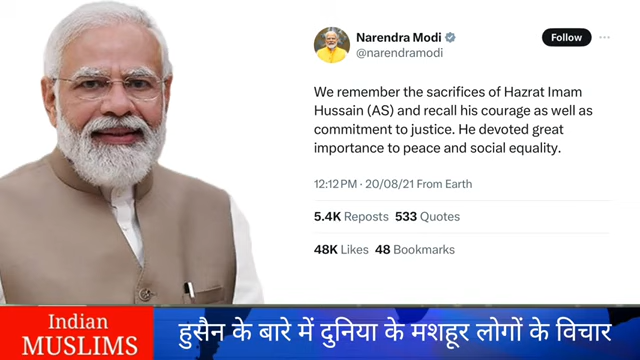 Narendra Modi
@narendramodi
Follow
We remember the sacrifices of Hazrat Imam
Hussain (AS) and recall his courage as well as
commitment to justice. He devoted great
importance to peace and social equality.
12:12 PM · 20/08/21 From Earth
5.4K Reposts 533 Quotes
48K Likes 48 Bookmarks
Indian
MUSLIMS
हुसैन के बारे में दुनिया के मशहूर लोगों के विचार